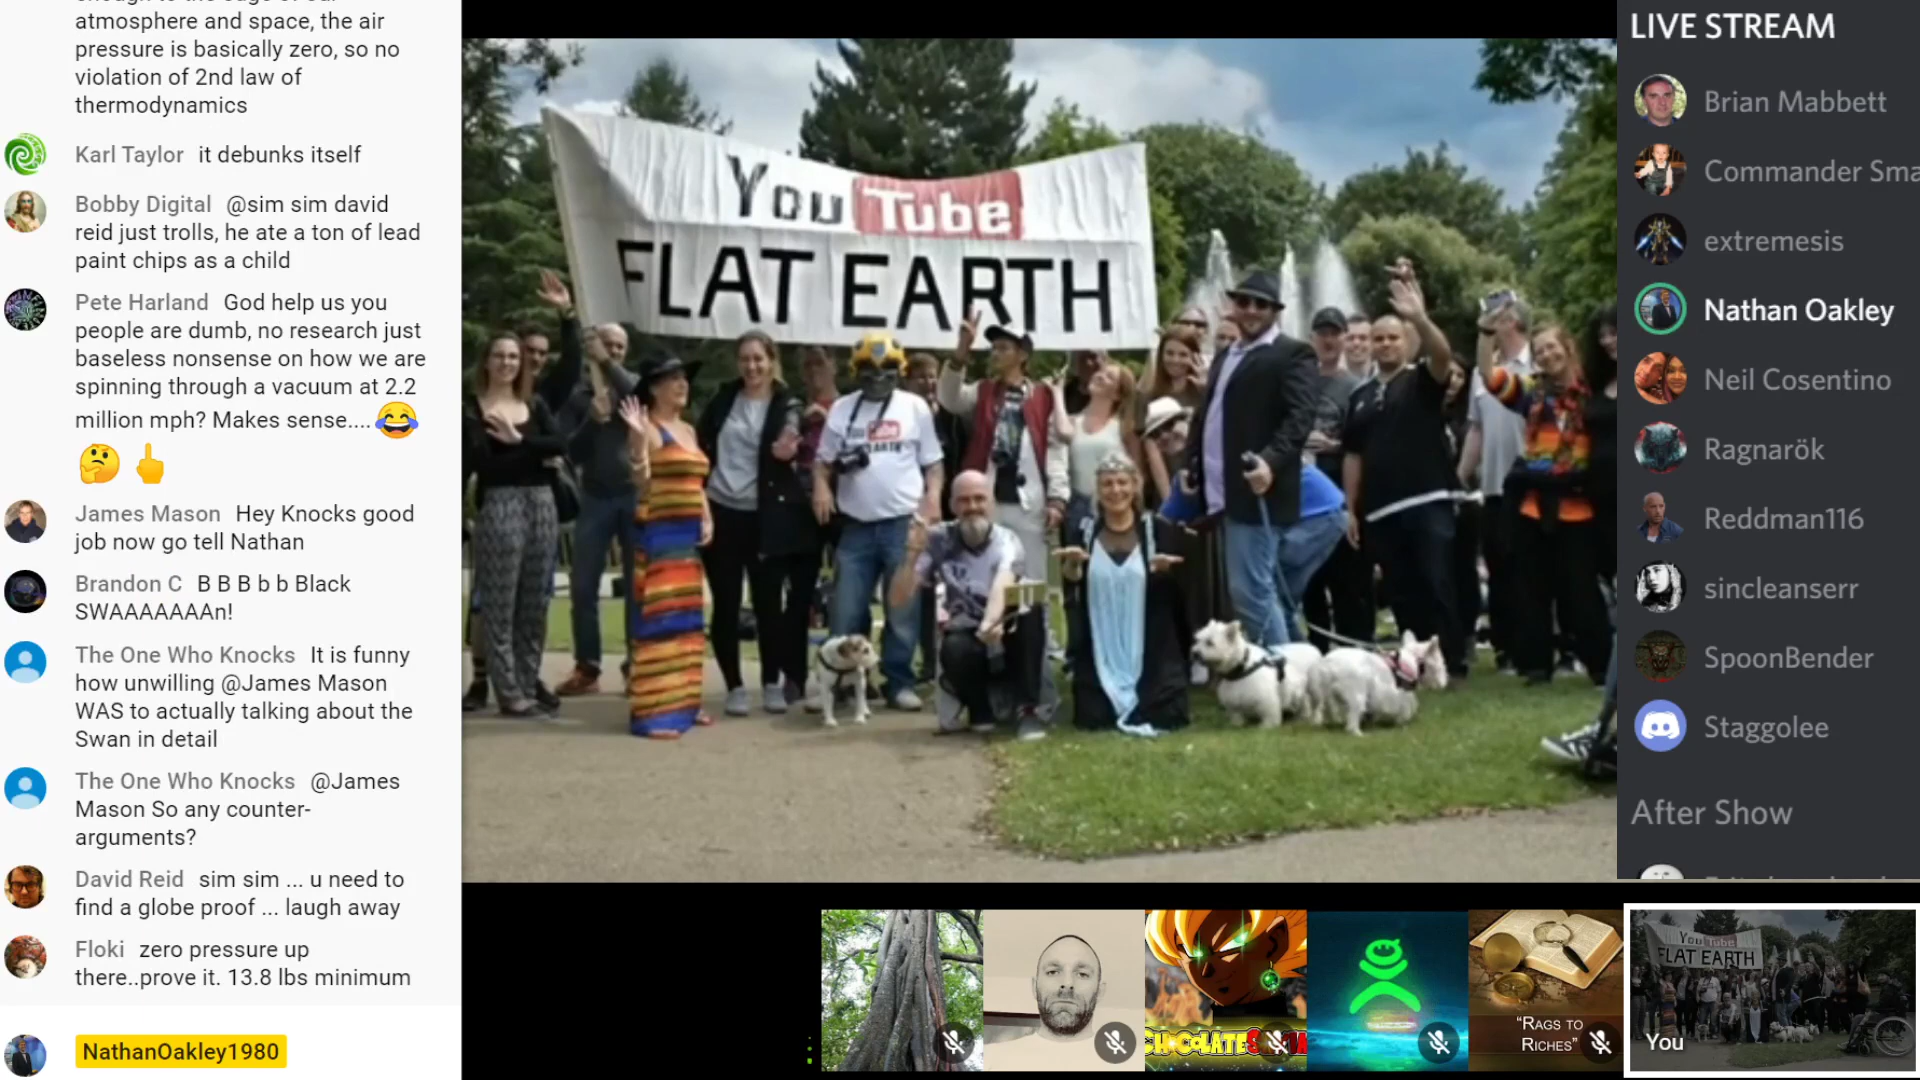 atmosphere and space, the air
pressure is basically zero, so no
violation of 2nd law of
thermodynamics
Karl Taylor it debunks itself
Bobby Digital @sim sim david
reid just trolls, he ate a ton of lead
paint chips as a child
Pete Harland God help us you
people are dumb, no research just
baseless nonsense on how we are
spinning through a vacuum at 2.2
million mph? Makes sense....😂
🤔🖕
James Mason Hey Knocks good
job now go tell Nathan
Brandon C B B B b b Black
SWAAAAAAAn!
The One Who Knocks It is funny
how unwilling @James Mason
WAS to actually talking about the
Swan in detail
The One Who Knocks @James
Mason So any counter-
arguments?
David Reid sim sim ... u need to
find a globe proof ... laugh away
Floki zero pressure up
there..prove it. 13.8 lbs minimum
NathanOakley1980
You Tube
FLAT EARTH
LIVE STREAM
Brian Mabbett
Commander Sma
extremesis
Nathan Oakley
Neil Cosentino
Ragnarök
Reddman116
sincleanserr
SpoonBender
Staggolee
After Show
"RAGS TO
RICHES"
You Tube
FLAT EARTH
You